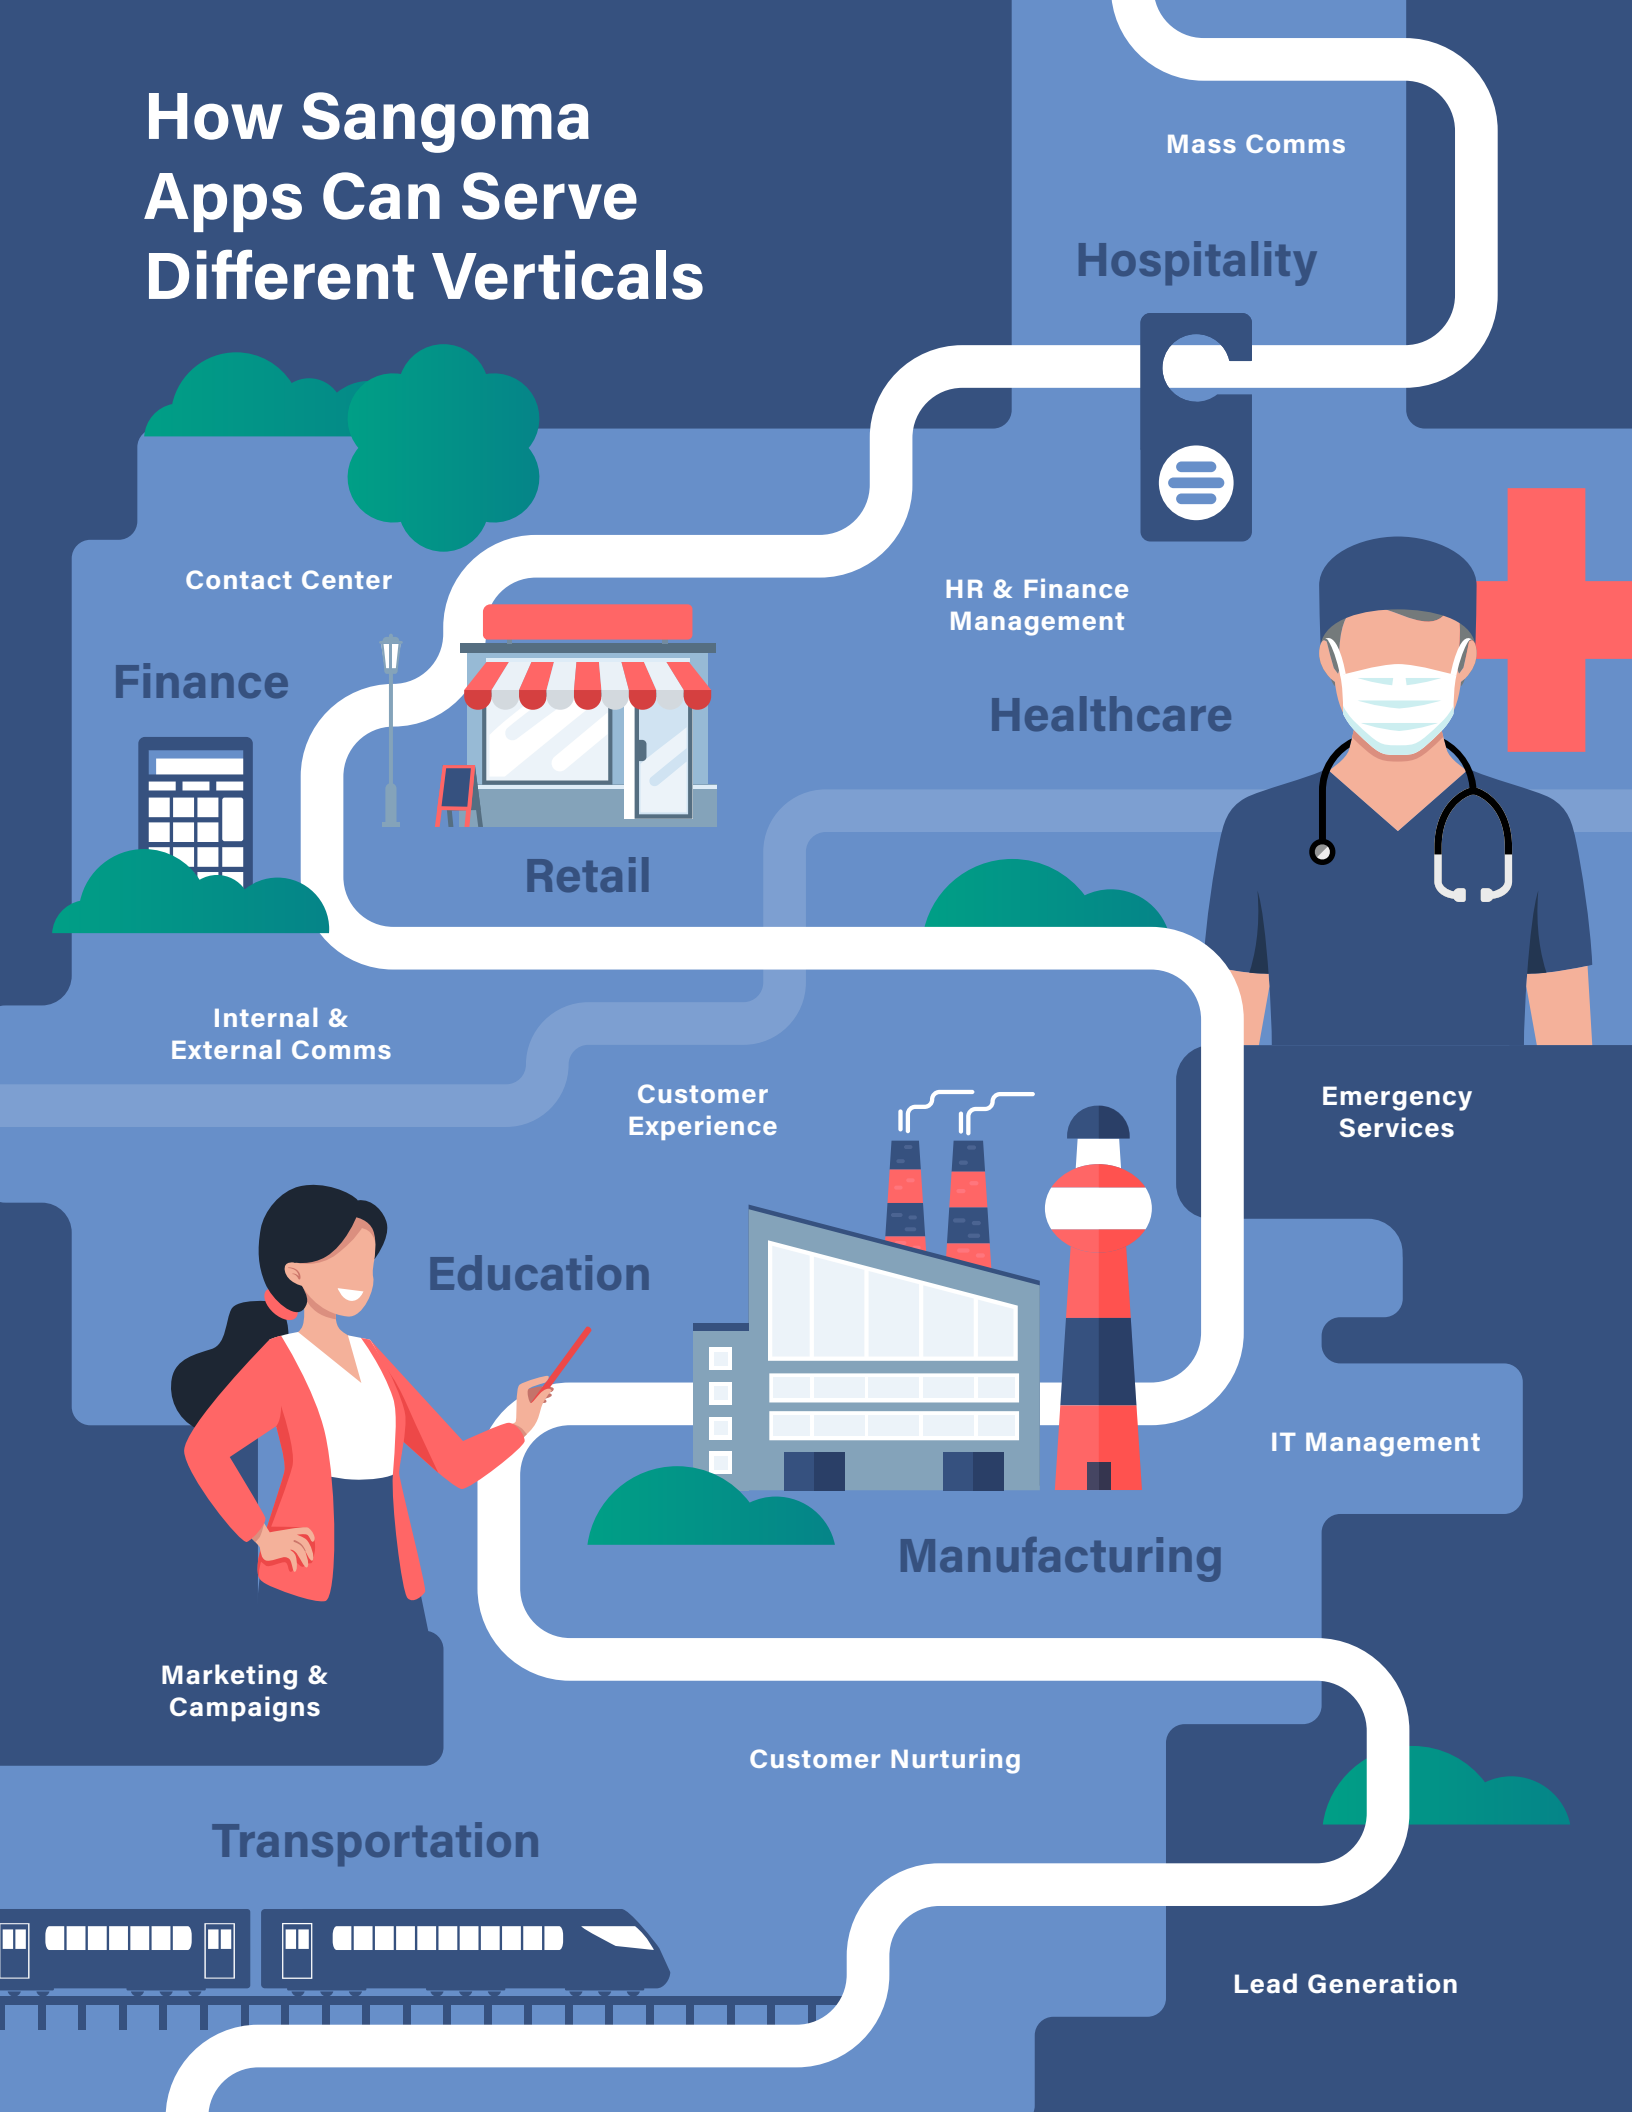 How Sangoma
Apps Can Serve
Different Verticals
Mass Comms
Hospitality
Contact Center
HR & Finance
Management
Finance
Healthcare
Retail
Internal &
External Comms
Customer
Experience
Emergency
Services
Education
IT Management
Manufacturing
Marketing &
Campaigns
Customer Nurturing
Transportation
Lead Generation